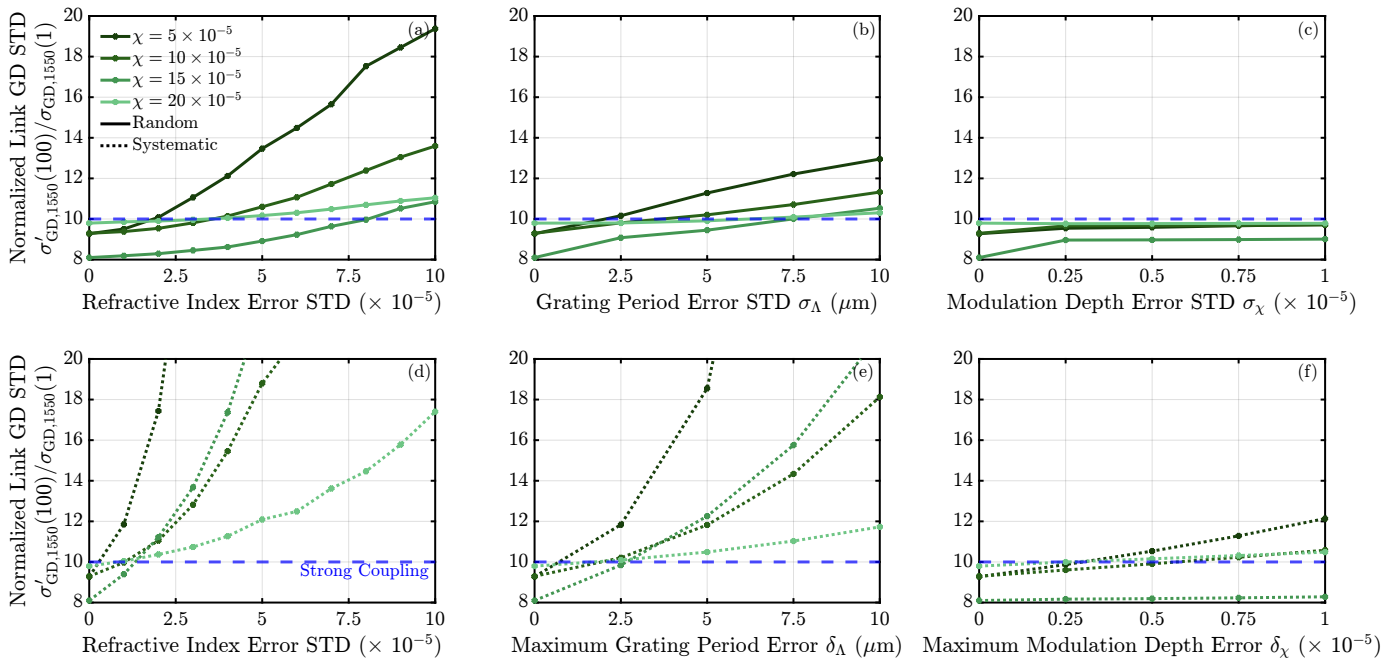 Normalized Link GD STD
σ′GD,1550(100)/σGD,1550(1)
20
18
16
14
12
10
8
(a)
χ = 5 × 10⁻⁵
χ = 10 × 10⁻⁵
χ = 15 × 10⁻⁵
χ = 20 × 10⁻⁵
Random
Systematic
0 2.5 5 7.5 10
Refractive Index Error STD (× 10⁻⁵)
20
18
16
14
12
10
8
(b)
0 2.5 5 7.5 10
Grating Period Error STD σΛ (μm)
20
18
16
14
12
10
8
(c)
0 0.25 0.5 0.75 1
Modulation Depth Error STD σχ (× 10⁻⁵)
Normalized Link GD STD
σ′GD,1550(100)/σGD,1550(1)
20
18
16
14
12
10
8
(d)
Strong Coupling
0 2.5 5 7.5 10
Refractive Index Error STD (× 10⁻⁵)
20
18
16
14
12
10
8
(e)
0 2.5 5 7.5 10
Maximum Grating Period Error δΛ (μm)
20
18
16
14
12
10
8
(f)
0 0.25 0.5 0.75 1
Maximum Modulation Depth Error δχ (× 10⁻⁵)